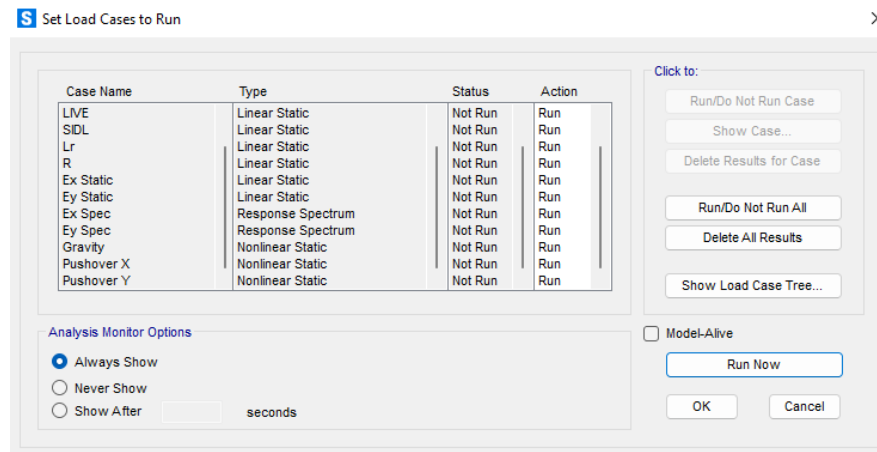 S Set Load Cases to Run
Click to:
Case Name Type Status Action
LIVE Linear Static Not Run Run
SIDL Linear Static Not Run Run
Lr Linear Static Not Run Run
R Linear Static Not Run Run
Ex Static Linear Static Not Run Run
Ey Static Linear Static Not Run Run
Ex Spec Response Spectrum Not Run Run
Ey Spec Response Spectrum Not Run Run
Gravity Nonlinear Static Not Run Run
Pushover X Nonlinear Static Not Run Run
Pushover Y Nonlinear Static Not Run Run
Run/Do Not Run Case
Show Case...
Delete Results for Case
Run/Do Not Run All
Delete All Results
Show Load Case Tree...
Analysis Monitor Options
Always Show
Never Show
Show After seconds
Model-Alive
Run Now
OK Cancel